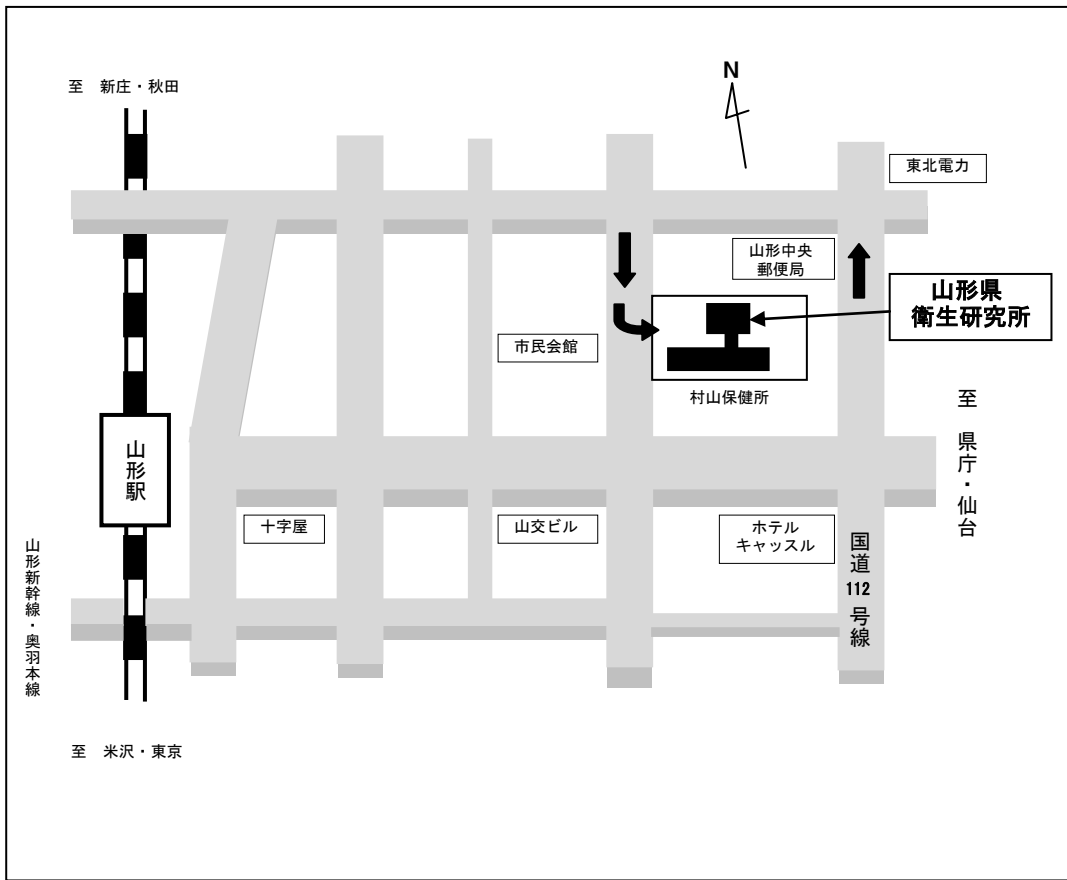 至 新庄・秋田
N
東北電力
山形中央
郵便局
山形県
衛生研究所
市民会館
村山保健所
至 県庁・仙台
山形駅
十字屋
山交ビル
ホテル
キャッスル
国道112号線
山形新幹線・奥羽本線
至 米沢・東京